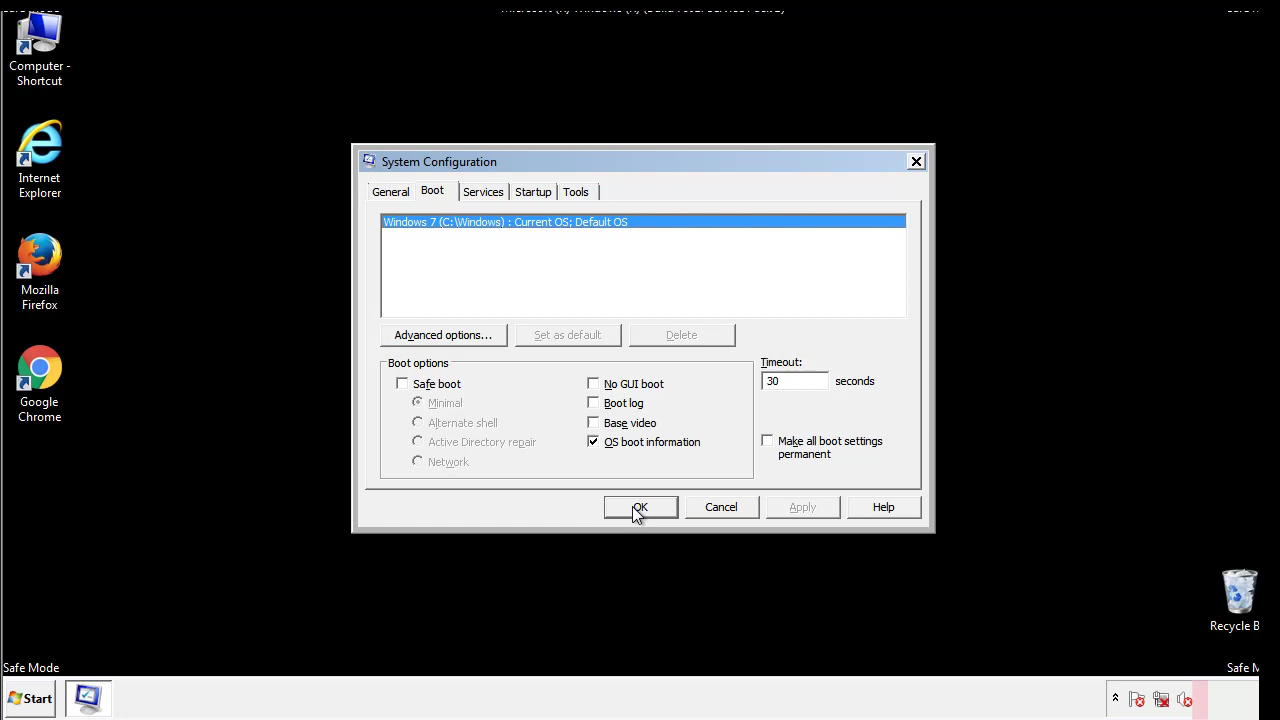 Computer -
Shortcut
Internet
Explorer
Mozilla
Firefox
Google
Chrome
System Configuration
General Boot Services Startup Tools
Windows 7 (C:\Windows) : Current OS; Default OS
Advanced options... Set as default Delete
Boot options
Timeout:
30 seconds
Safe boot
Minimal
Alternate shell
Active Directory repair
Network
No GUI boot
Boot log
Base video
OS boot information
Make all boot settings
permanent
OK Cancel Apply Help
Recycle B
Safe Mode
Safe M
Start